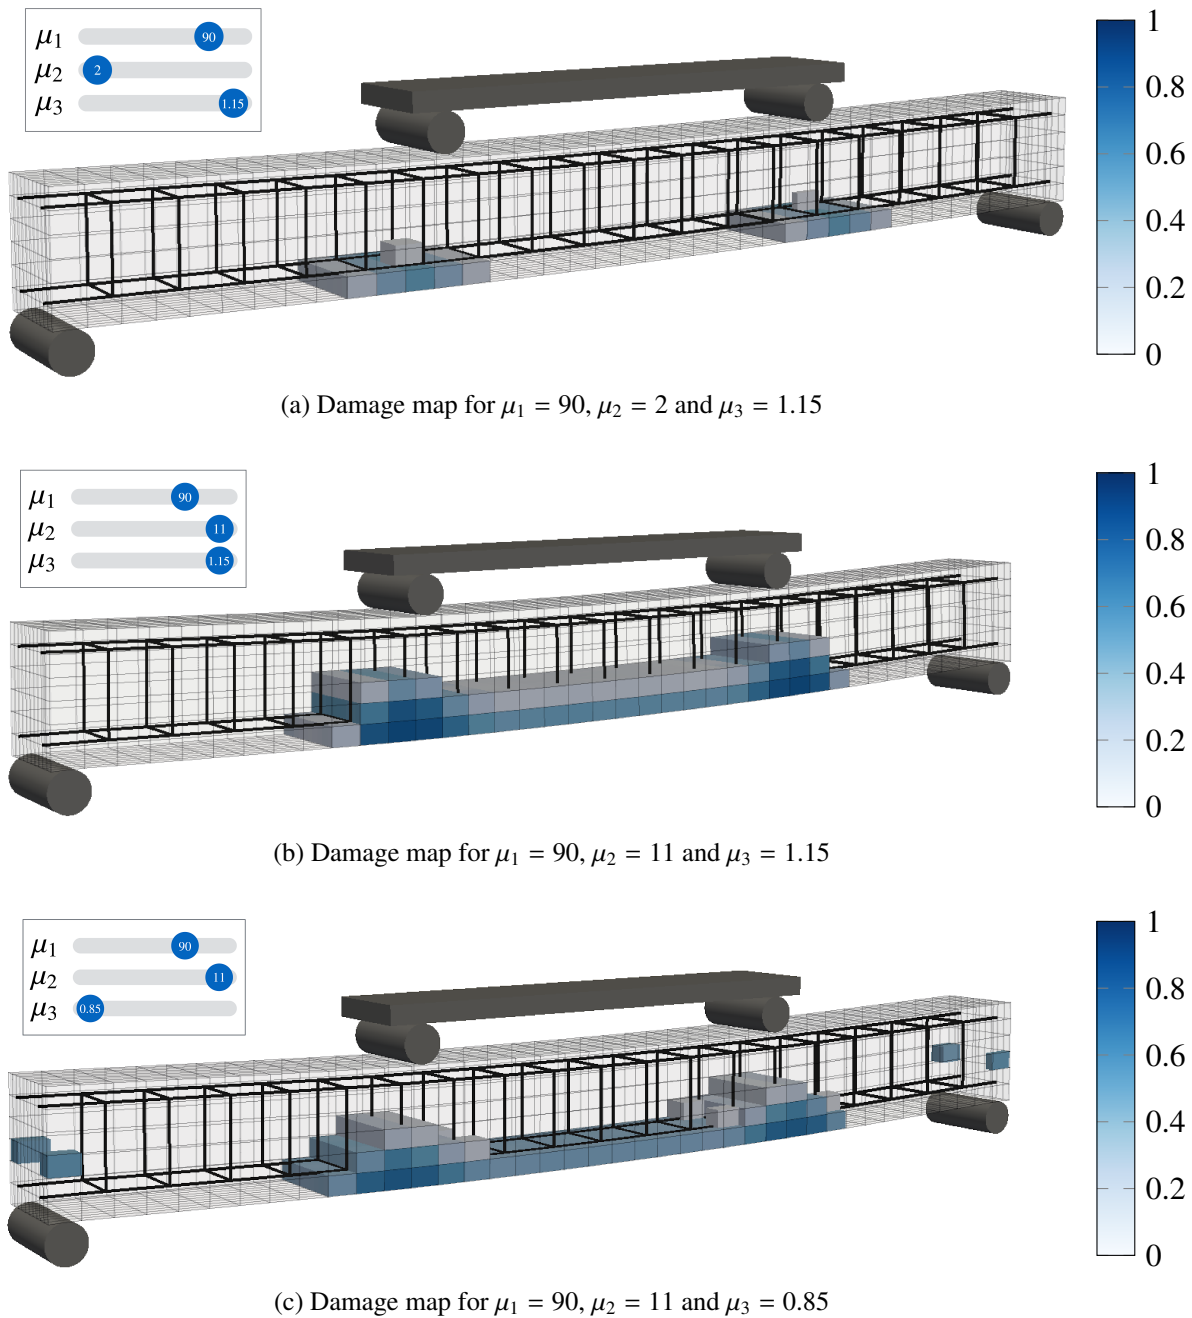 μ1 90
μ2 2
μ3 1.15
1
0.8
0.6
0.4
0.2
0
(a) Damage map for μ1 = 90, μ2 = 2 and μ3 = 1.15
μ1 90
μ2 11
μ3 1.15
1
0.8
0.6
0.4
0.2
0
(b) Damage map for μ1 = 90, μ2 = 11 and μ3 = 1.15
μ1 90
μ2 11
μ3 0.85
1
0.8
0.6
0.4
0.2
0
(c) Damage map for μ1 = 90, μ2 = 11 and μ3 = 0.85